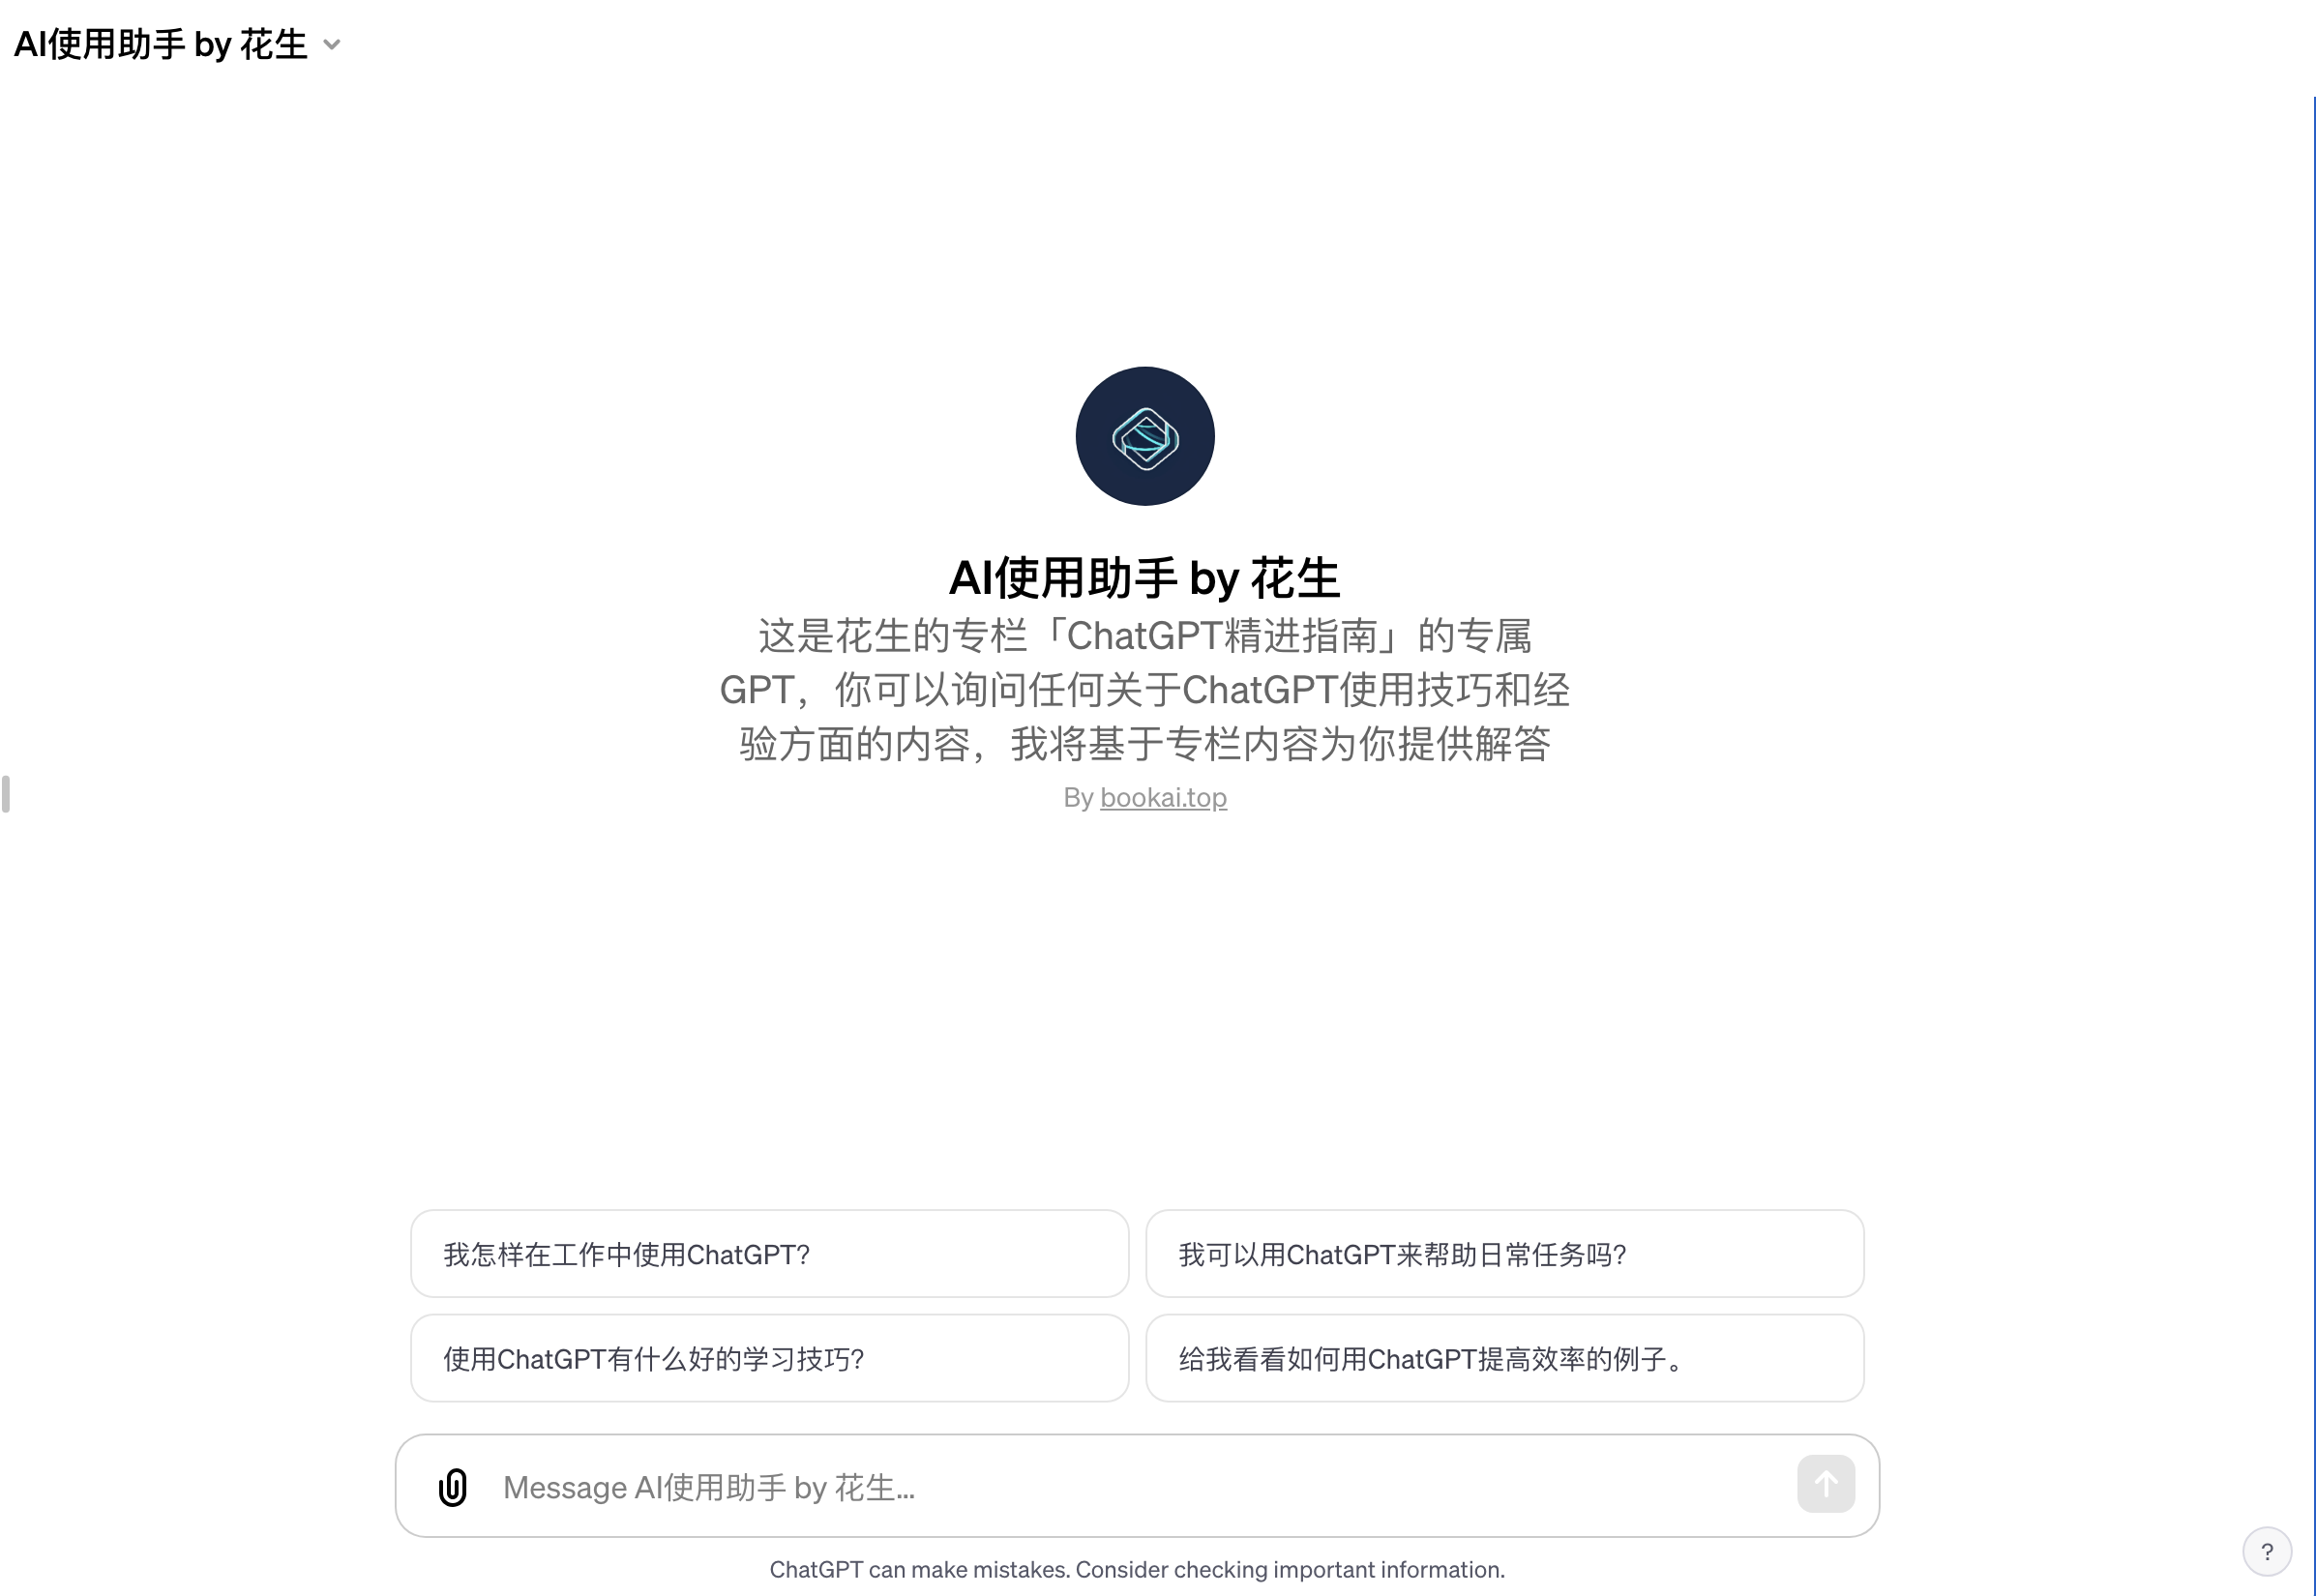 AI使用助手 by 花生
AI使用助手 by 花生
这是花生的专栏「ChatGPT精进指南」的专属
GPT，你可以询问任何关于ChatGPT使用技巧和经
验方面的内容，我将基于专栏内容为你提供解答
By bookai.top
我怎样在工作中使用ChatGPT?
我可以用ChatGPT来帮助日常任务吗?
使用ChatGPT有什么好的学习技巧?
给我看看如何用ChatGPT提高效率的例子。
Message AI使用助手 by 花生...
ChatGPT can make mistakes. Consider checking important information.
?